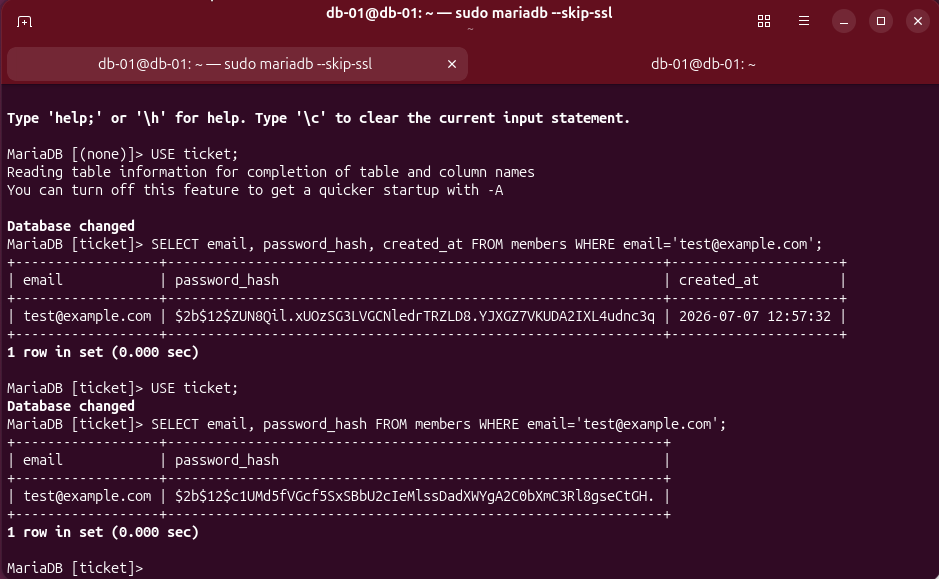 db-01@db-01: ~ — sudo mariadb --skip-ssl
~
db-01@db-01: ~ — sudo mariadb --skip-ssl
db-01@db-01: ~
Type 'help;' or '\h' for help. Type '\c' to clear the current input statement.
MariaDB [(none)]> USE ticket;
Reading table information for completion of table and column names
You can turn off this feature to get a quicker startup with -A
Database changed
MariaDB [ticket]> SELECT email, password_hash, created_at FROM members WHERE email='test@example.com';
+------------------+--------------------------------------------------------------+---------------------+
| email            | password_hash                                                | created_at          |
+------------------+--------------------------------------------------------------+---------------------+
| test@example.com | $2b$12$ZUN8Qil.xUOzSG3LVGCNledrTRZLD8.YJXGZ7VKUDA2IXL4udnc3q | 2026-07-07 12:57:32 |
+------------------+--------------------------------------------------------------+---------------------+
1 row in set (0.000 sec)
MariaDB [ticket]> USE ticket;
Database changed
MariaDB [ticket]> SELECT email, password_hash FROM members WHERE email='test@example.com';
+------------------+--------------------------------------------------------------+
| email            | password_hash                                                |
+------------------+--------------------------------------------------------------+
| test@example.com | $2b$12$c1UMd5fVGcf5SxSBbU2cIeMlssDadXWYgA2C0bXmC3Rl8gseCtGH. |
+------------------+--------------------------------------------------------------+
1 row in set (0.000 sec)
MariaDB [ticket]>